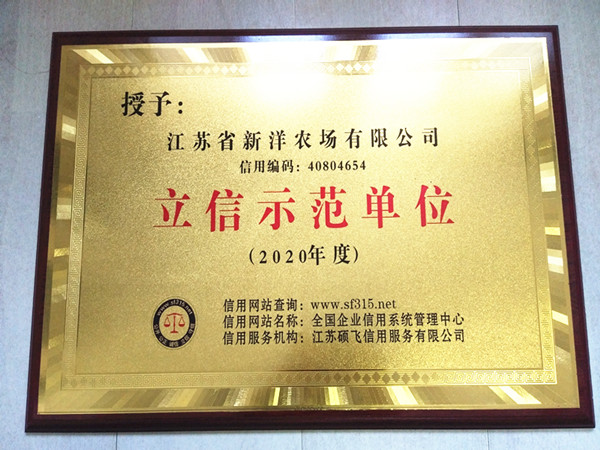 授予：
江苏省新洋农场有限公司
信用编码：40804654
立信示范单位
（2020年度）
信用网站查询：www.sf315.net
信用网站名称：全国企业信用系统管理中心
信用服务机构：江苏硕飞信用服务有限公司